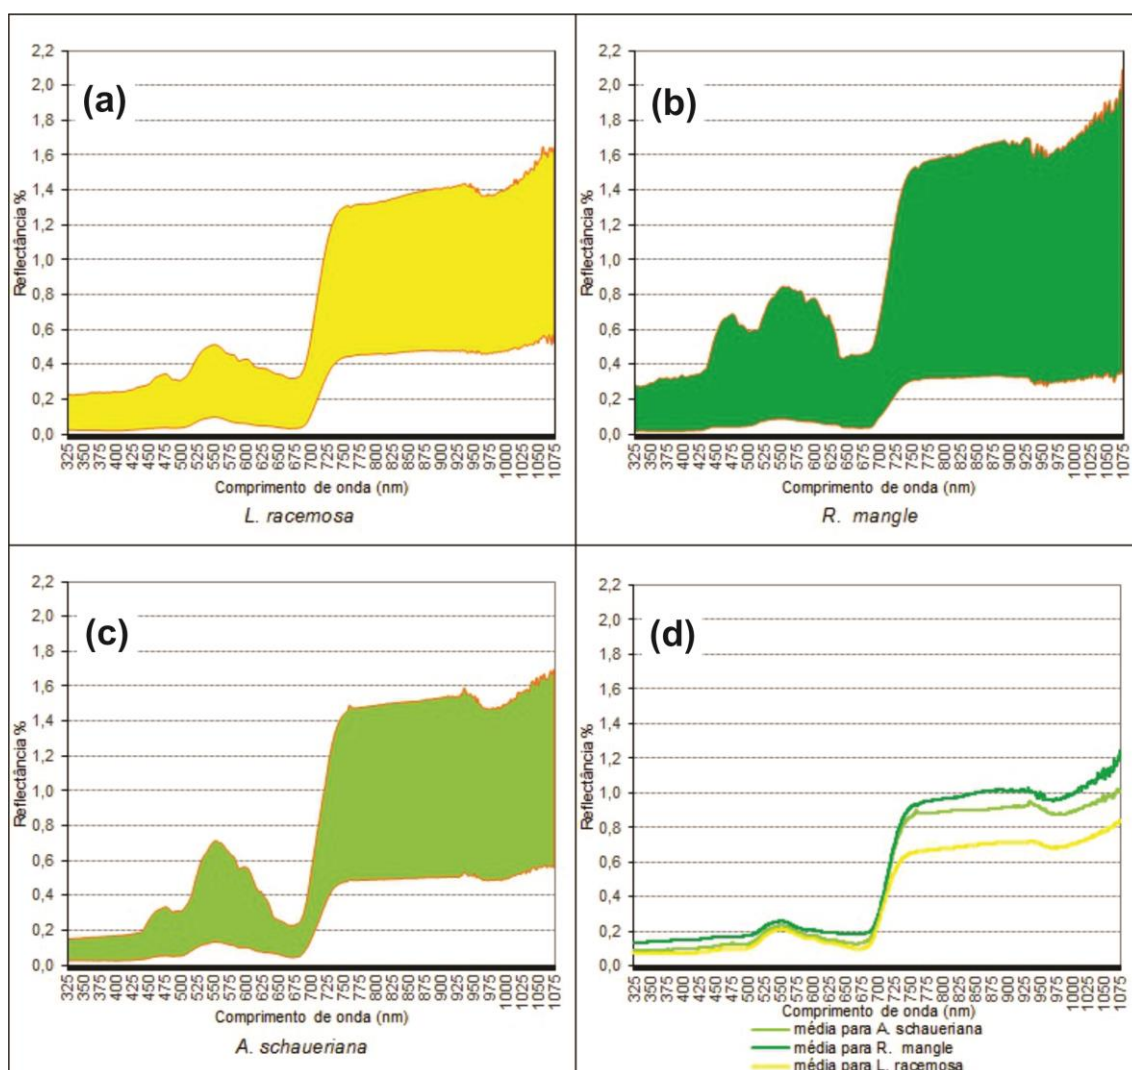 (a)
Reflectância %
2,2
2,0
1,8
1,6
1,4
1,2
1,0
0,8
0,6
0,4
0,2
0,0
325 350 375 400 425 450 475 500 525 550 575 600 625 650 675 700 725 750 775 800 825 850 875 900 925 950 975 1000 1025 1050 1075
Comprimento de onda (nm)
L. racemosa
(b)
Reflectância %
2,2
2,0
1,8
1,6
1,4
1,2
1,0
0,8
0,6
0,4
0,2
0,0
325 350 375 400 425 450 475 500 525 550 575 600 625 650 675 700 725 750 775 800 825 850 875 900 925 950 975 1000 1025 1050 1075
Comprimento de onda (nm)
R. mangle
(c)
Reflectância %
2,2
2,0
1,8
1,6
1,4
1,2
1,0
0,8
0,6
0,4
0,2
0,0
325 350 375 400 425 450 475 500 525 550 575 600 625 650 675 700 725 750 775 800 825 850 875 900 925 950 975 1000 1025 1050 1075
Comprimento de onda (nm)
A. schaueriana
(d)
Reflectância %
2,2
2,0
1,8
1,6
1,4
1,2
1,0
0,8
0,6
0,4
0,2
0,0
325 350 375 400 425 450 475 500 525 550 575 600 625 650 675 700 725 750 775 800 825 850 875 900 925 950 975 1000 1025 1050 1075
Comprimento de onda (nm)
média para A. schaueriana
média para R. mangle
média para L. racemosa